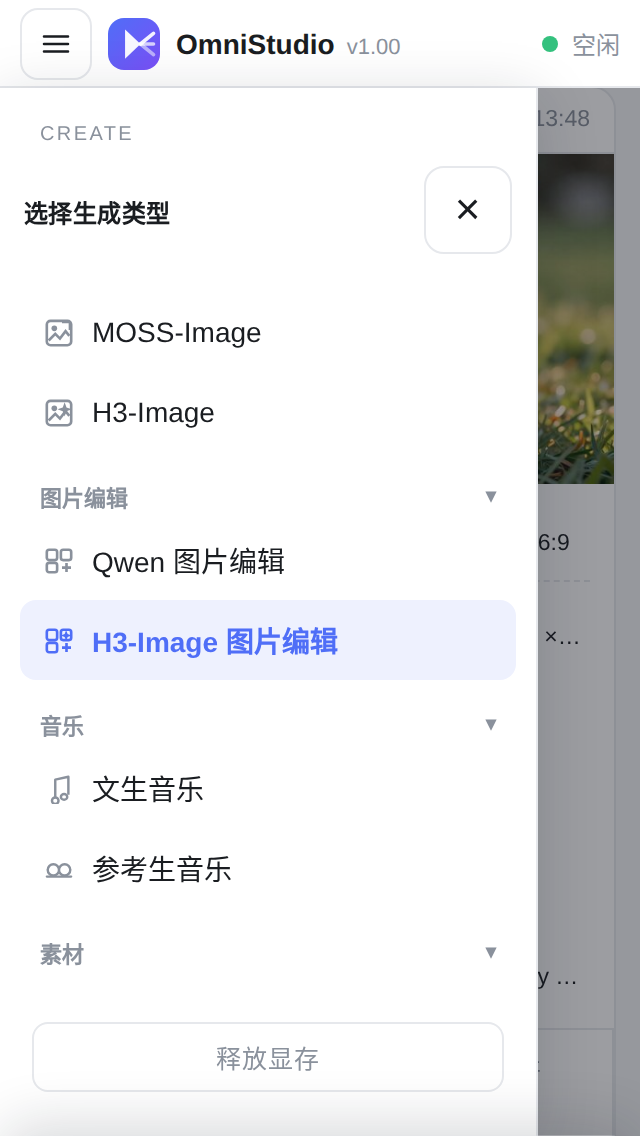 OmniStudio v1.00
空闲
CREATE
13:48
选择生成类型
MOSS-Image
H3-Image
图片编辑 ▼
6:9
Qwen 图片编辑
H3-Image 图片编辑
×...
音乐 ▼
文生音乐
参考生音乐
素材 ▼
y ...
释放显存